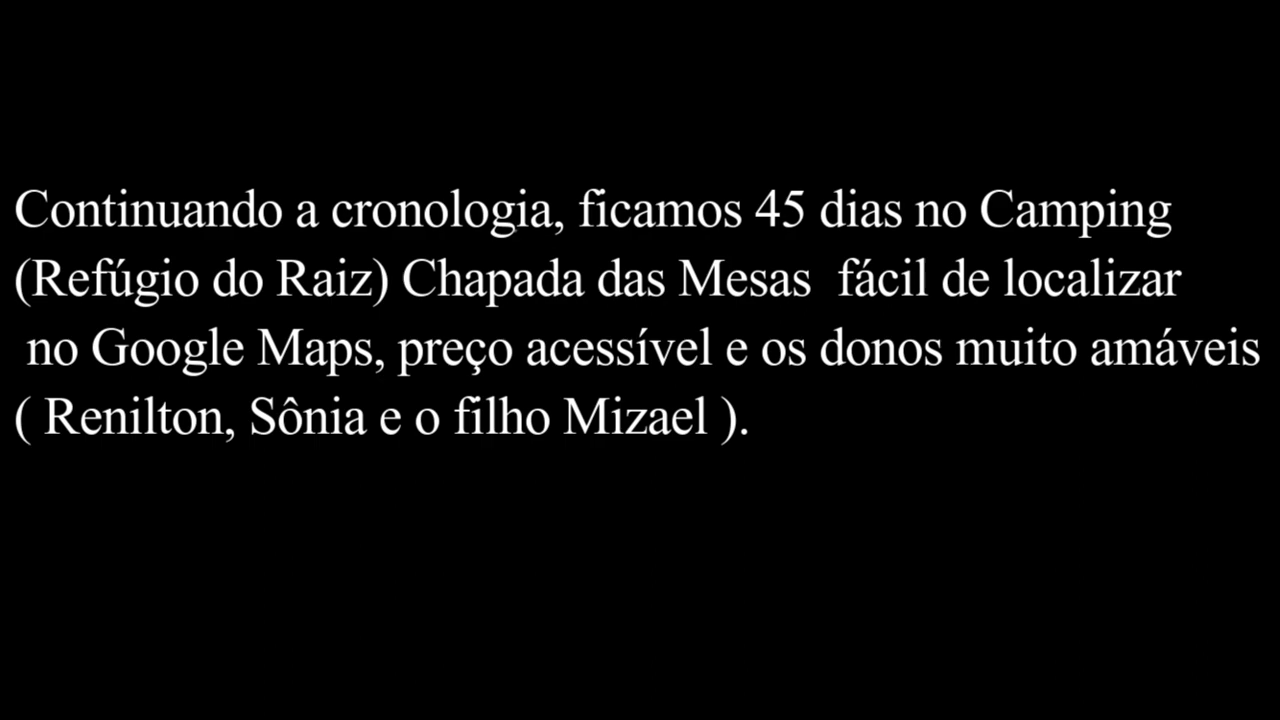 Continuando a cronologia, ficamos 45 dias no Camping
(Refúgio do Raiz) Chapada das Mesas  fácil de localizar
no Google Maps, preço acessível e os donos muito amáveis
( Renilton, Sônia e o filho Mizael ).